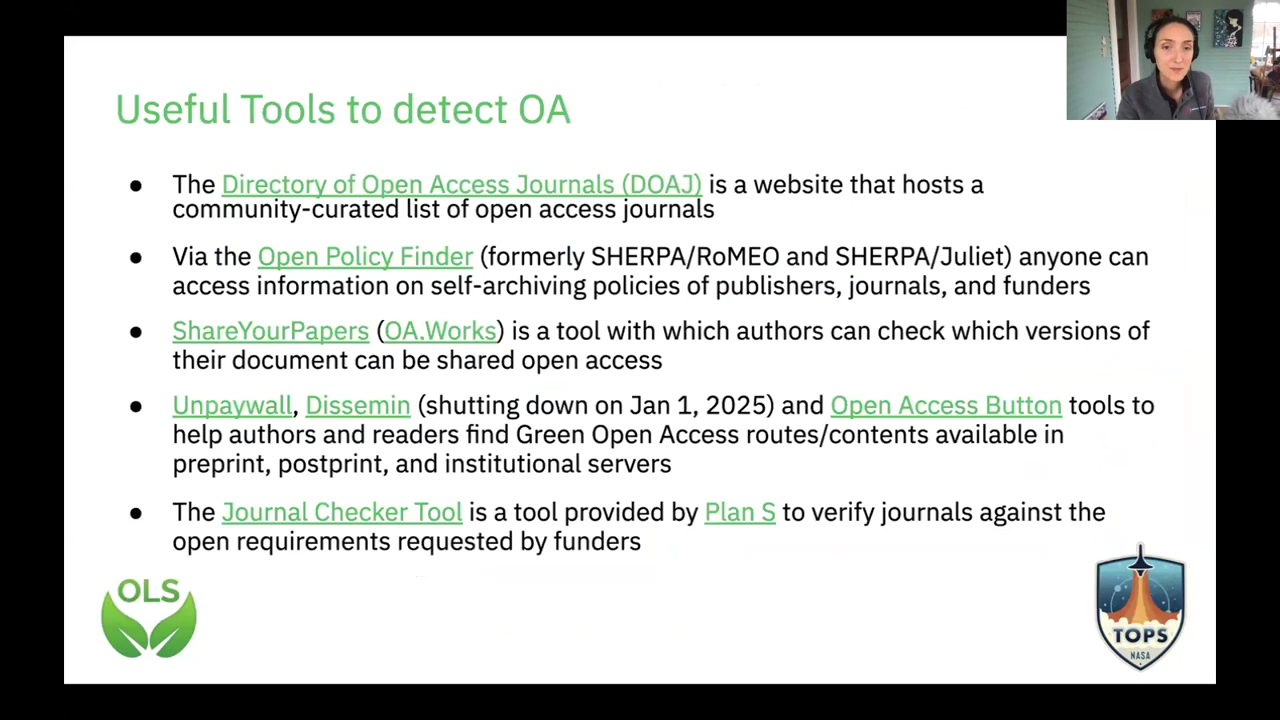 Useful Tools to detect OA
● The Directory of Open Access Journals (DOAJ) is a website that hosts a
community-curated list of open access journals
● Via the Open Policy Finder (formerly SHERPA/RoMEO and SHERPA/Juliet) anyone can
access information on self-archiving policies of publishers, journals, and funders
● ShareYourPapers (OA.Works) is a tool with which authors can check which versions of
their document can be shared open access
● Unpaywall, Dissemin (shutting down on Jan 1, 2025) and Open Access Button tools to
help authors and readers find Green Open Access routes/contents available in
preprint, postprint, and institutional servers
● The Journal Checker Tool is a tool provided by Plan S to verify journals against the
open requirements requested by funders
OLS
TOPS
NASA